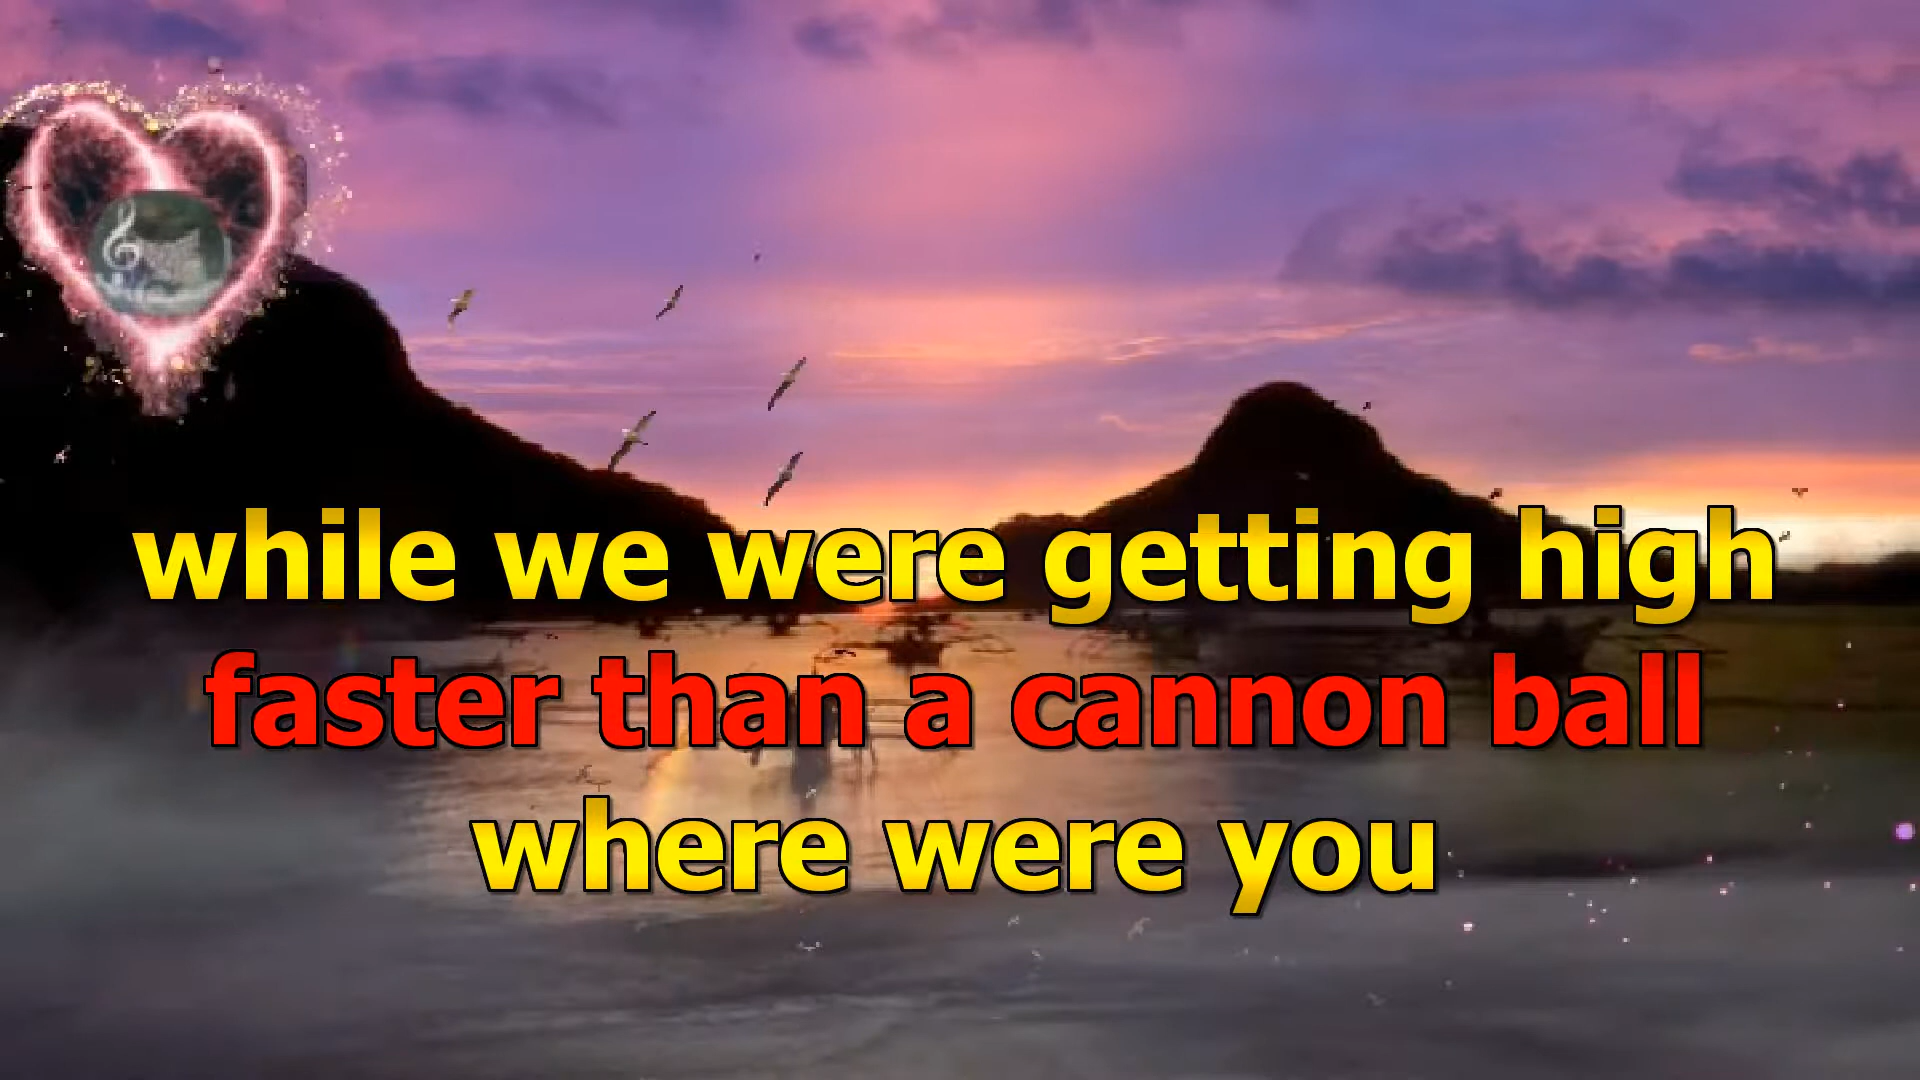 while we were getting high
faster than a cannon ball
where were you